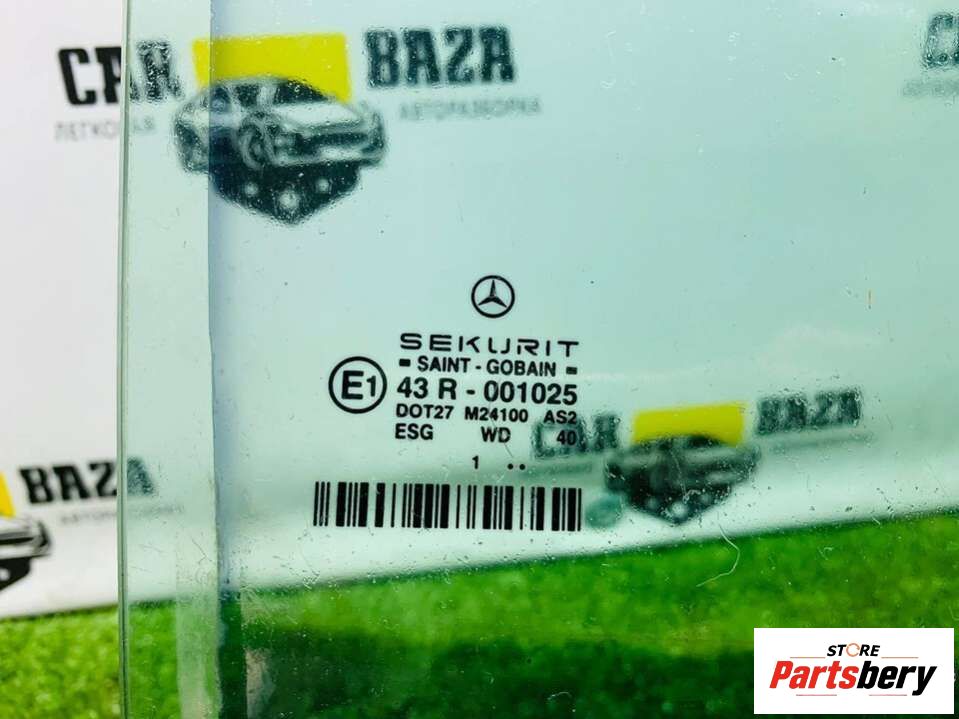 CAR BAZA
ЛЕГКОВАЯ АВТОРАЗБОРКА
SEKURIT
SAINT - GOBAIN
E1 43 R - 001025
DOT27 M24100 AS2
ESG WD 40
1 ..
CAR BAZA
BAZA
STORE
Partsbery